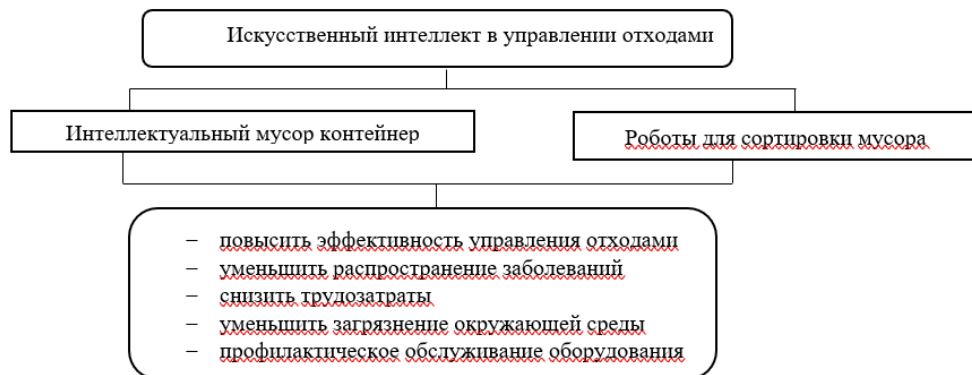 Искусственный интеллект в управлении отходами
Интеллектуальный мусор контейнер
Роботы для сортировки мусора
– повысить эффективность управления отходами
– уменьшить распространение заболеваний
– снизить трудозатраты
– уменьшить загрязнение окружающей среды
– профилактическое обслуживание оборудования